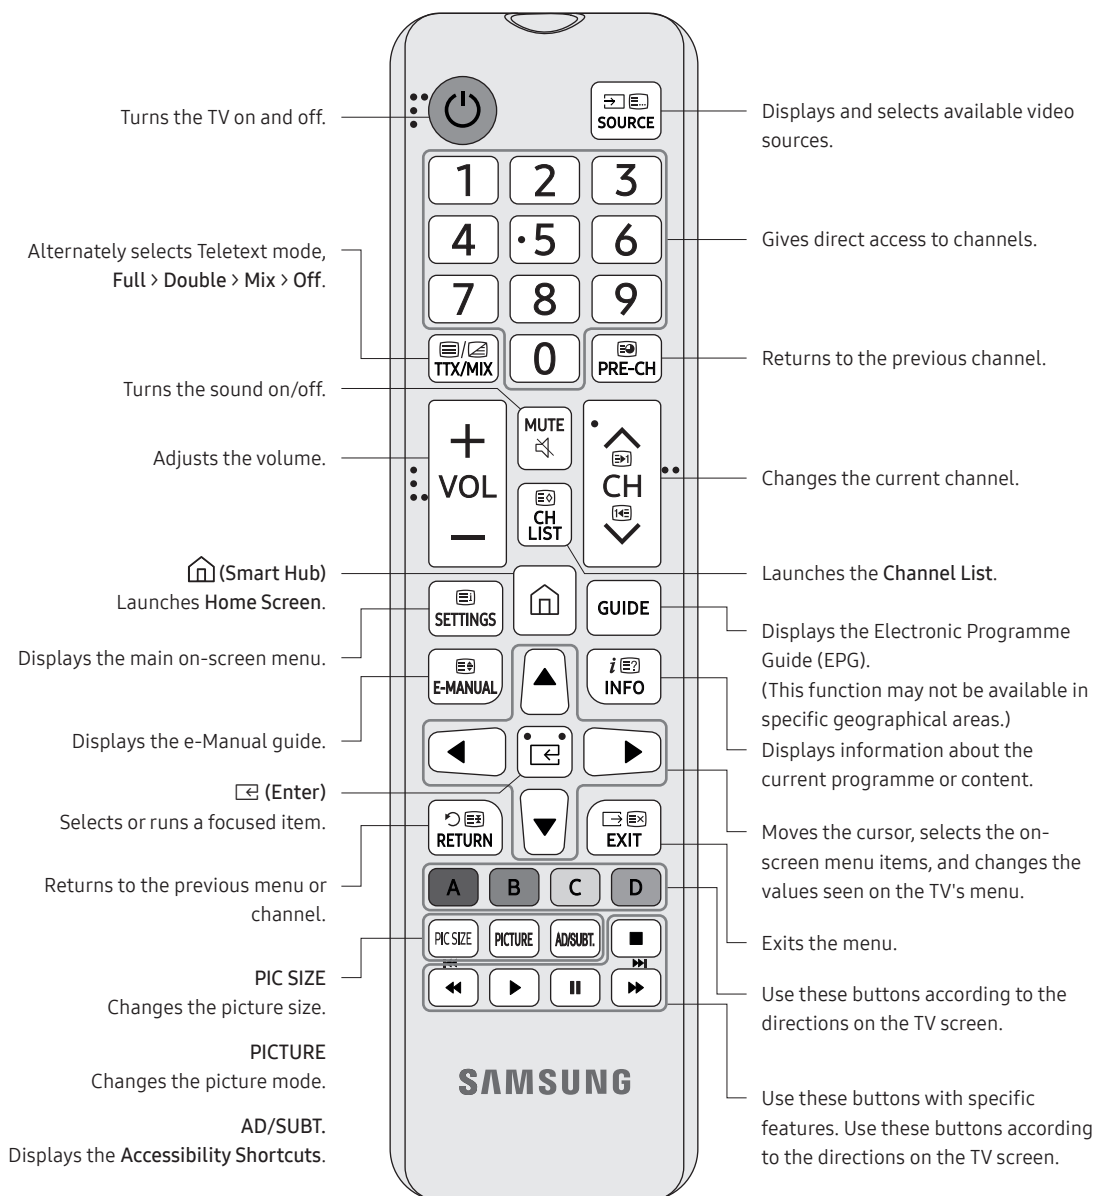 Turns the TV on and off.
Alternately selects Teletext mode,
Full > Double > Mix > Off.
Turns the sound on/off.
Adjusts the volume.
(Smart Hub)
Launches Home Screen.
Displays the main on-screen menu.
Displays the e-Manual guide.
(Enter)
Selects or runs a focused item.
Returns to the previous menu or
channel.
PIC SIZE
Changes the picture size.
PICTURE
Changes the picture mode.
AD/SUBT.
Displays the Accessibility Shortcuts.
SOURCE
1 2 3
4 5 6
7 8 9
TTX/MIX 0 PRE-CH
MUTE
VOL
CH
CH
LIST
SETTINGS
GUIDE
E-MANUAL
i ?
INFO
RETURN
EXIT
A B C D
PIC SIZE PICTURE AD/SUBT.
SAMSUNG
Displays and selects available video
sources.
Gives direct access to channels.
Returns to the previous channel.
Changes the current channel.
Launches the Channel List.
Displays the Electronic Programme
Guide (EPG).
(This function may not be available in
specific geographical areas.)
Displays information about the
current programme or content.
Moves the cursor, selects the on-
screen menu items, and changes the
values seen on the TV's menu.
Exits the menu.
Use these buttons according to the
directions on the TV screen.
Use these buttons with specific
features. Use these buttons according
to the directions on the TV screen.